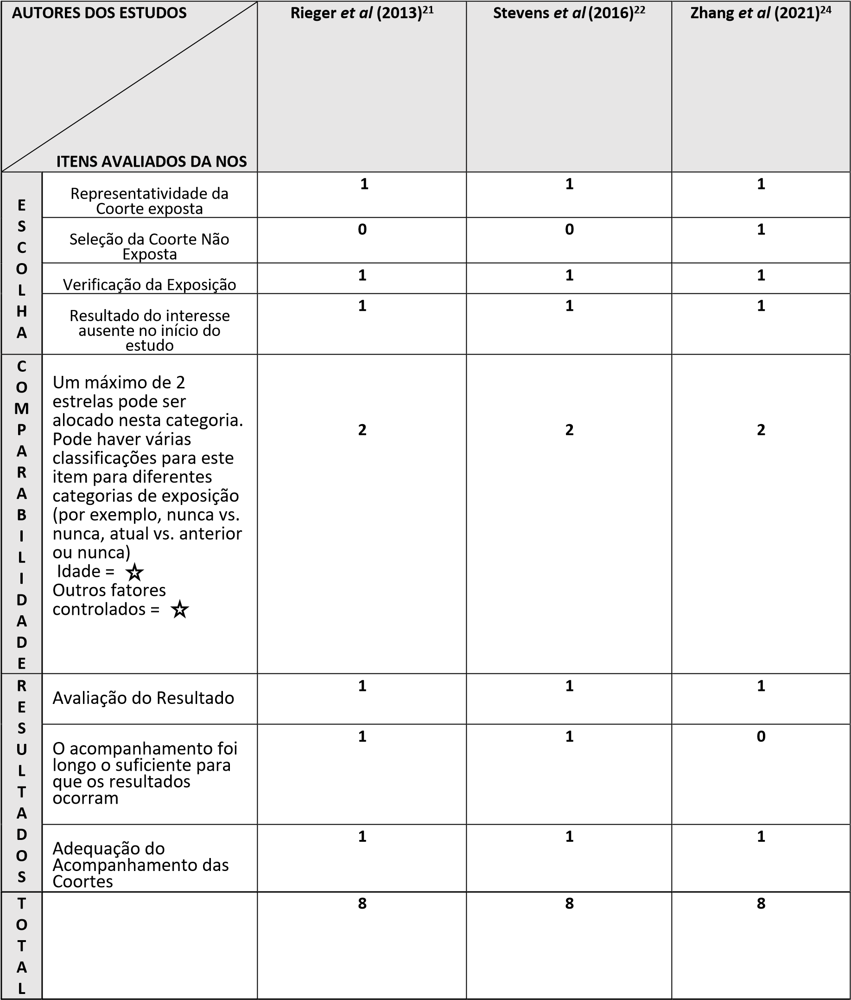 AUTORES DOS ESTUDOS
ITENS AVALIADOS DA NOS
Rieger et al (2013)21
Stevens et al (2016)22
Zhang et al (2021)24
ESCOLHA
Representatividade da
Coorte exposta
1
1
1
Seleção da Coorte Não
Exposta
0
0
1
Verificação da Exposição
1
1
1
Resultado do interesse
ausente no início do
estudo
1
1
1
COMPARABILIDADE
Um máximo de 2
estrelas pode ser
alocado nesta categoria.
Pode haver várias
classificações para este
item para diferentes
categorias de exposição
(por exemplo, nunca vs.
nunca, atual vs. anterior
ou nunca)
Idade = ☆
Outros fatores
controlados = ☆
2
2
2
RESULTADOS
Avaliação do Resultado
1
1
1
O acompanhamento foi
longo o suficiente para
que os resultados
ocorram
1
1
0
Adequação do
Acompanhamento das
Coortes
1
1
1
TOTAL
8
8
8